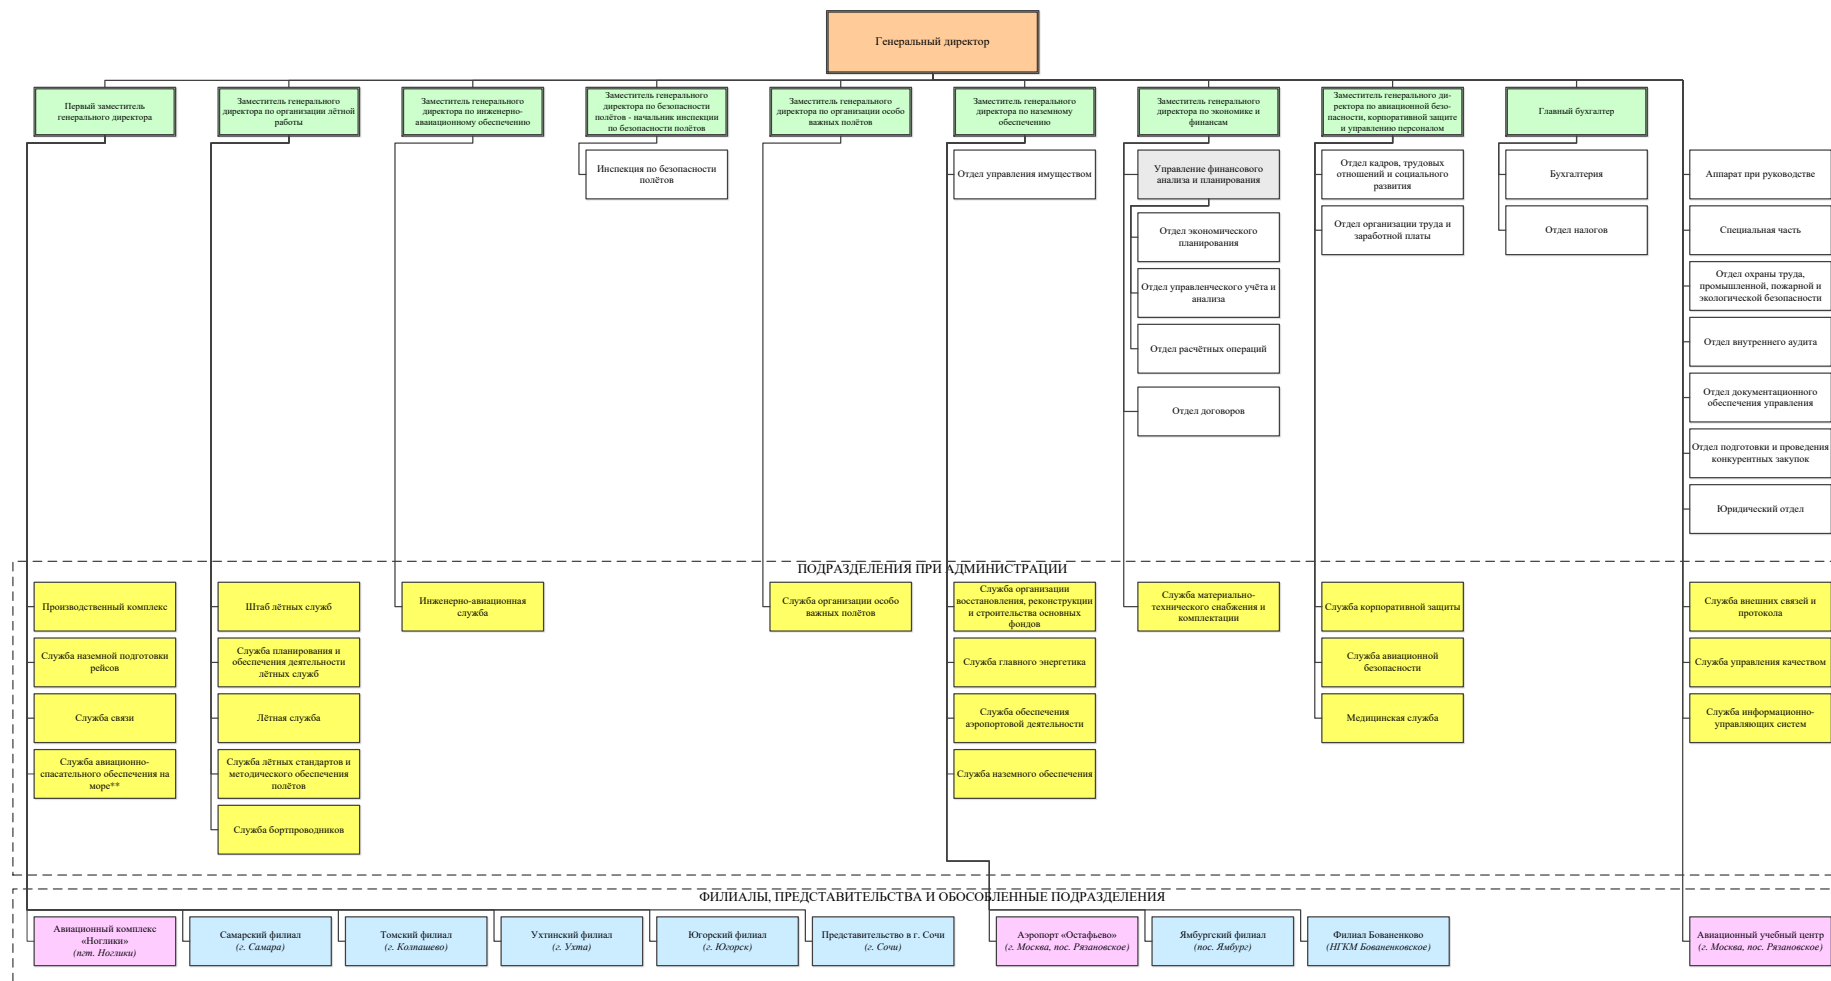 Генеральный директор
Первый заместитель
генерального директора
Заместитель генерального
директора по организации лётной
работы
Заместитель генерального
директора по инженерно-
авиационному обеспечению
Заместитель генерального
директора по безопасности
полётов - начальник инспекции
по безопасности полётов
Заместитель генерального
директора по организации особо
важных полётов
Заместитель генерального
директора по наземному
обеспечению
Заместитель генерального
директора по экономике и
финансам
Заместитель генерального ди-
ректора по авиационной безо-
пасности, корпоративной защите
и управлению персоналом
Главный бухгалтер
Инспекция по безопасности
полётов
Отдел управления имуществом
Управление финансового
анализа и планирования
Отдел кадров, трудовых
отношений и социального
развития
Бухгалтерия
Аппарат при руководстве
Отдел экономического
планирования
Отдел организации труда и
заработной платы
Отдел налогов
Специальная часть
Отдел управленческого учёта и
анализа
Отдел охраны труда,
промышленной, пожарной и
экологической безопасности
Отдел расчётных операций
Отдел внутреннего аудита
Отдел договоров
Отдел документационного
обеспечения управления
Отдел подготовки и проведения
конкурентных закупок
Юридический отдел
ПОДРАЗДЕЛЕНИЯ ПРИ АДМИНИСТРАЦИИ
Производственный комплекс
Штаб лётных служб
Инженерно-авиационная
служба
Служба организации особо
важных полётов
Служба организации
восстановления, реконструкции
и строительства основных
фондов
Служба материально-
технического снабжения и
комплектации
Служба корпоративной защиты
Служба внешних связей и
протокола
Служба наземной подготовки
рейсов
Служба планирования и
обеспечения деятельности
лётных служб
Служба главного энергетика
Служба авиационной
безопасности
Служба управления качеством
Служба связи
Лётная служба
Служба обеспечения
аэропортовой деятельности
Медицинская служба
Служба информационно-
управляющих систем
Служба авиационно-
спасательного обеспечения на
море**
Служба лётных стандартов и
методического обеспечения
полётов
Служба наземного обеспечения
Служба бортпроводников
ФИЛИАЛЫ, ПРЕДСТАВИТЕЛЬСТВА И ОБОСОБЛЕННЫЕ ПОДРАЗДЕЛЕНИЯ
Авиационный комплекс
«Ноглики»
(пгт. Ноглики)
Самарский филиал
(г. Самара)
Томский филиал
(г. Колпашево)
Ухтинский филиал
(г. Ухта)
Югорский филиал
(г. Югорск)
Представительство в г. Сочи
(г. Сочи)
Аэропорт «Остафьево»
(г. Москва, пос. Рязановское)
Ямбургский филиал
(пос. Ямбург)
Филиал Бованенково
(НГКМ Бованенковское)
Авиационный учебный центр
(г. Москва, пос. Рязановское)